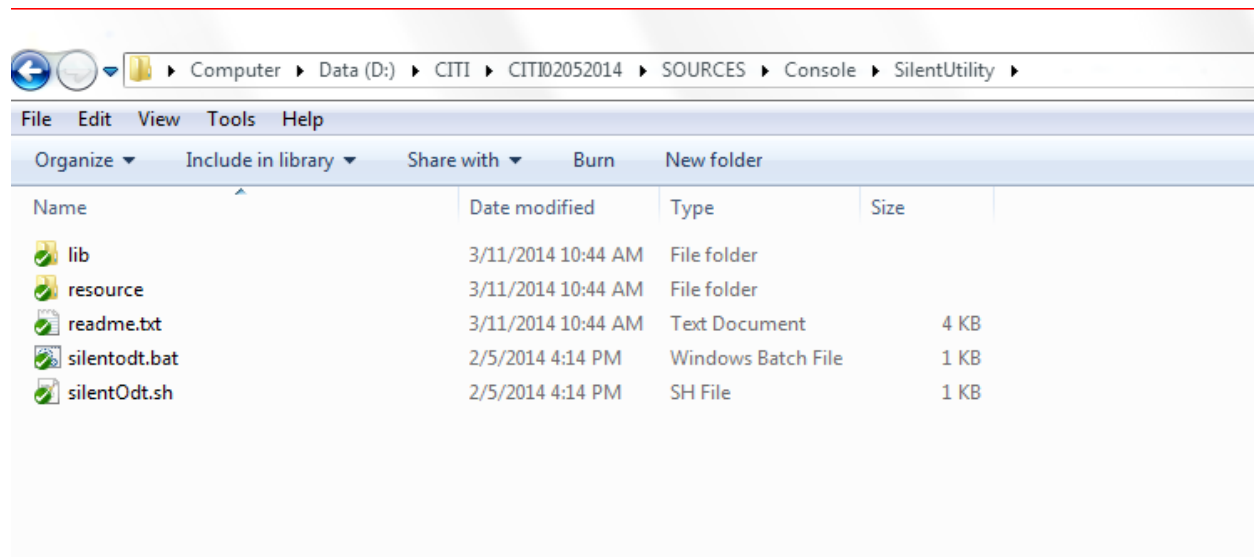 Computer Data (D:) CITI CITI02052014 SOURCES Console SilentUtility
File Edit View Tools Help
Organize Include in library Share with Burn New folder
Name Date modified Type Size
lib 3/11/2014 10:44 AM File folder
resource 3/11/2014 10:44 AM File folder
readme.txt 3/11/2014 10:44 AM Text Document 4 KB
silentodt.bat 2/5/2014 4:14 PM Windows Batch File 1 KB
silentOdt.sh 2/5/2014 4:14 PM SH File 1 KB